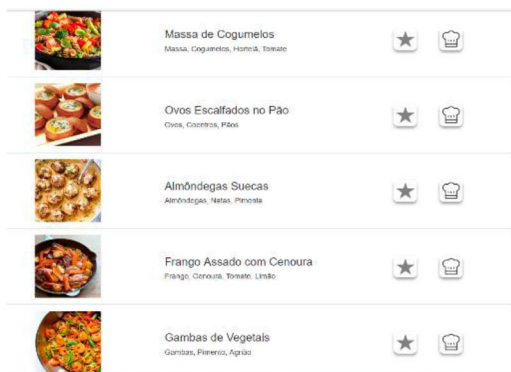 Massa de Cogumelos
Massa, Cogumelos, Hortelã, Tomate
Ovos Escalfados no Pão
Ovos, Coentros, Pãos
Almôndegas Suecas
Almôndegas, Natas, Pimenta
Frango Assado com Cenoura
Frango, Cenoura, Tomate, Limão
Gambas de Vegetais
Gambas, Pimento, Agrião